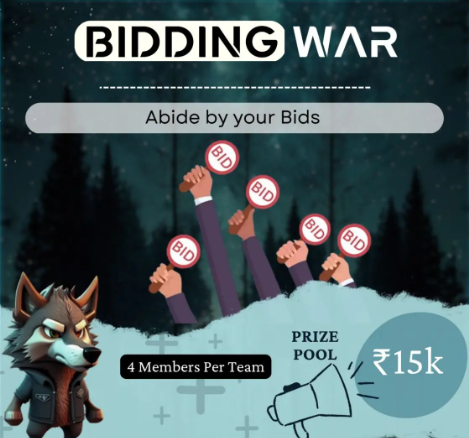 BIDDING WAR
Abide by your Bids
BID
BID
BID
BID
BID
4 Members Per Team
PRIZE
POOL
₹15k